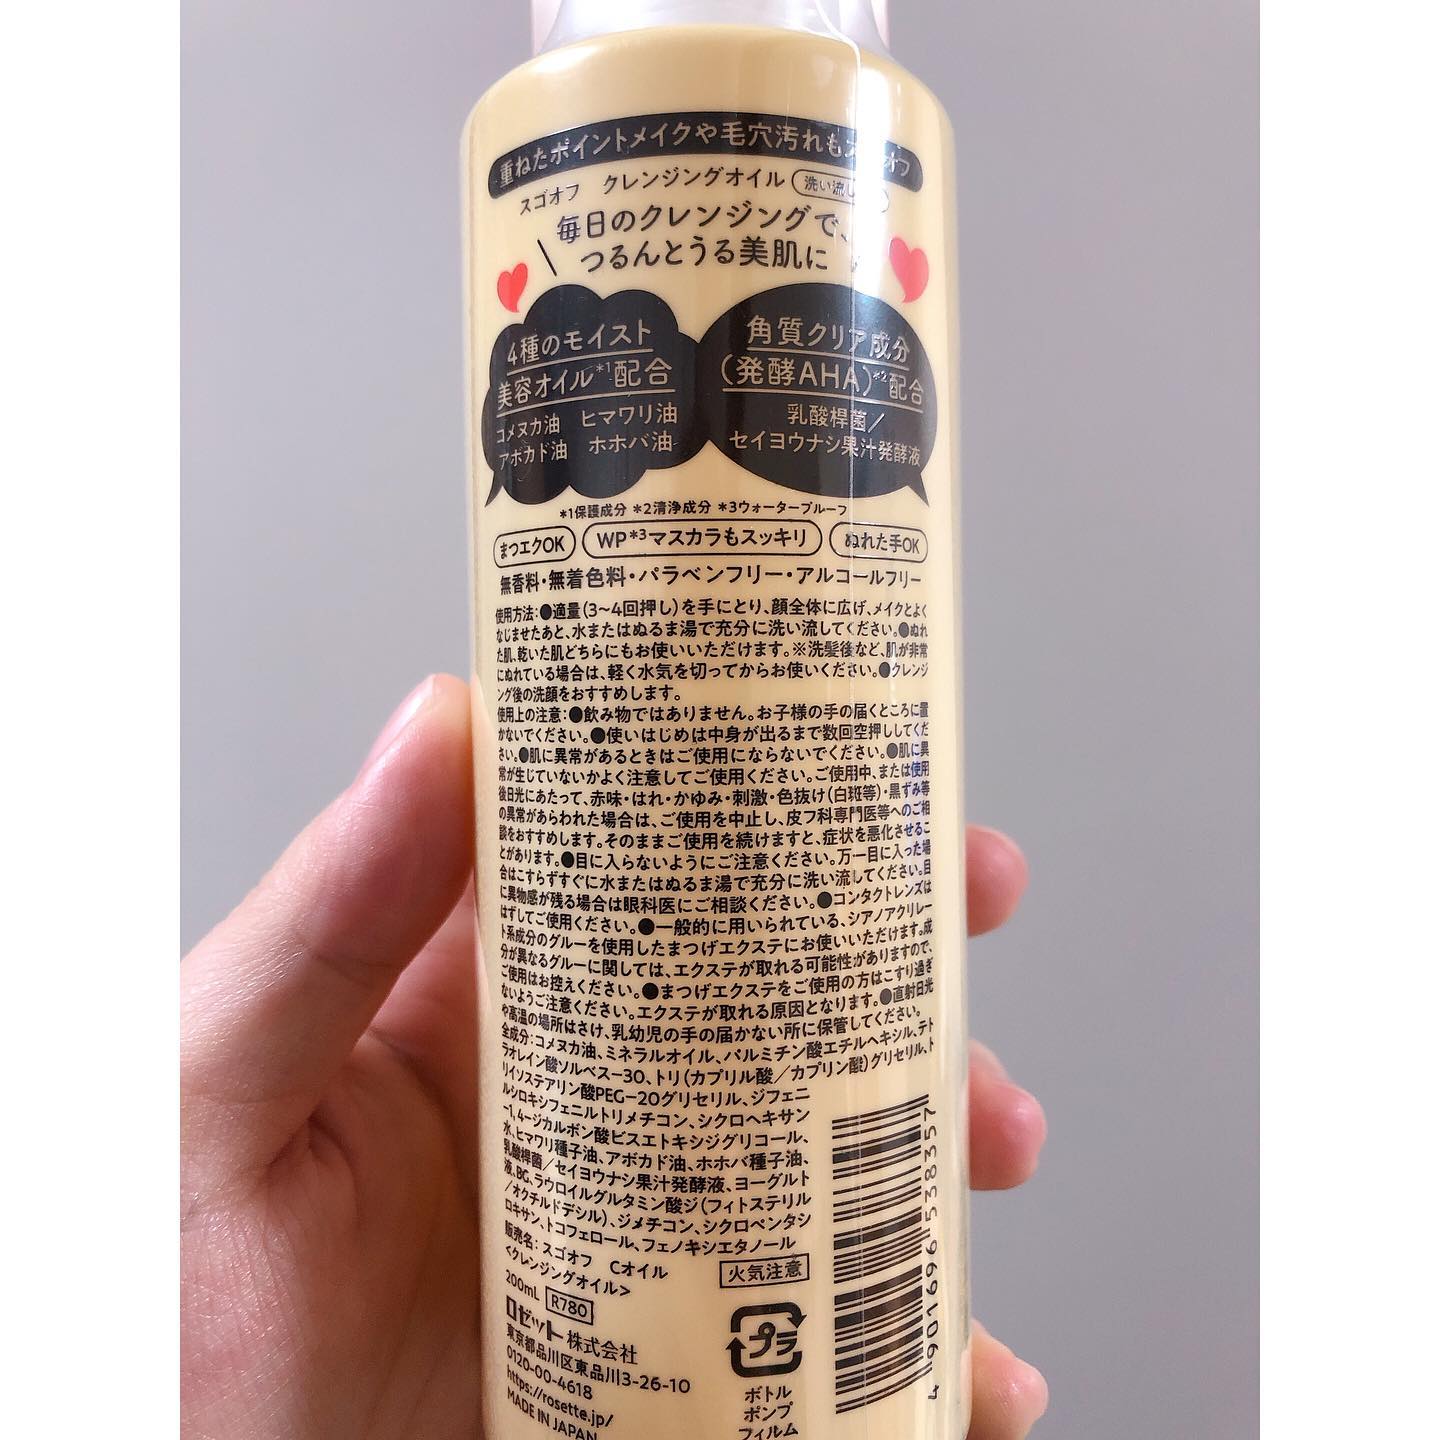 重ねたポイントメイクや毛穴汚れもスゴオフ
スゴオフ クレンジングオイル 洗い流し
毎日のクレンジングで、
つるんとうる美肌に
4種のモイスト
美容オイル*1配合
コメヌカ油 ヒマワリ油
アボカド油 ホホバ油
角質クリア成分
(発酵AHA)*2配合
乳酸桿菌/
セイヨウナシ果汁発酵液
*1保護成分 *2清浄成分 *3ウォータープルーフ
まつエクOK WP*3マスカラもスッキリ ぬれた手OK
無香料・無着色料・パラベンフリー・アルコールフリー
使用方法:●適量(3~4回押し)を手にとり、顔全体に広げ、メイクとよく
なじませたあと、水またはぬるま湯で充分に洗い流してください。●ぬれ
た肌、乾いた肌どちらにもお使いいただけます。※洗髪後など、肌が非常
にぬれている場合は、軽く水気を切ってからお使いください。●クレンジ
ング後の洗顔をおすすめします。
使用上の注意:●飲み物ではありません。お子様の手の届くところに置
かないでください。●使いはじめは中身が出るまで数回空押ししてくだ
さい。●肌に異常があるときはご使用にならないでください。●肌に異
常が生じていないかよく注意してご使用ください。ご使用中、または使用
後日光にあたって、赤味・はれ・かゆみ・刺激・色抜け(白斑等)・黒ずみ等
の異常があらわれた場合は、ご使用を中止し、皮フ科専門医等へのご相
談をおすすめします。そのままご使用を続けますと、症状を悪化させるこ
とがあります。●目に入らないようにご注意ください。万一目に入った場
合はこすらずすぐに水またはぬるま湯で充分に洗い流してください。目
に異物感が残る場合は眼科医にご相談ください。●コンタクトレンズは
はずしてご使用ください。●一般的に用いられている、シアノアクリレー
ト系成分のグルーを使用したまつげエクステにお使いいただけます。成
分が異なるグルーに関しては、エクステが取れる可能性がありますので、
ご使用はお控えください。●まつげエクステをご使用の方はこすり過ぎ
ないようご注意ください。エクステが取れる原因となります。●直射日光
や高温の場所はさけ、乳幼児の手の届かない所に保管してください。
全成分:コメヌカ油、ミネラルオイル、パルミチン酸エチルヘキシル、テト
ラオレイン酸ソルベス-30、トリ(カプリル酸/カプリン酸)グリセリル、ト
リイソステアリン酸PEG-20グリセリル、ジフェニ
ルシロキシフェニルトリメチコン、シクロヘキサン
-1,4-ジカルボン酸ビスエトキシジグリコール、
水、ヒマワリ種子油、アボカド油、ホホバ種子油、
乳酸桿菌/セイヨウナシ果汁発酵液、ヨーグルト
液、BG、ラウロイルグルタミン酸ジ(フィトステリル
/オクチルドデシル)、ジメチコン、シクロペンタシ
ロキサン、トコフェロール、フェノキシエタノール
販売名:スゴオフ Cオイル
<クレンジングオイル>
火気注意
200mL R780
ロゼット株式会社
東京都品川区東品川3-26-10
0120-00-4618
https://rosette.jp/
MADE IN JAPAN
プラ
ボトル
ポンプ
フィルム
4 901696 538357